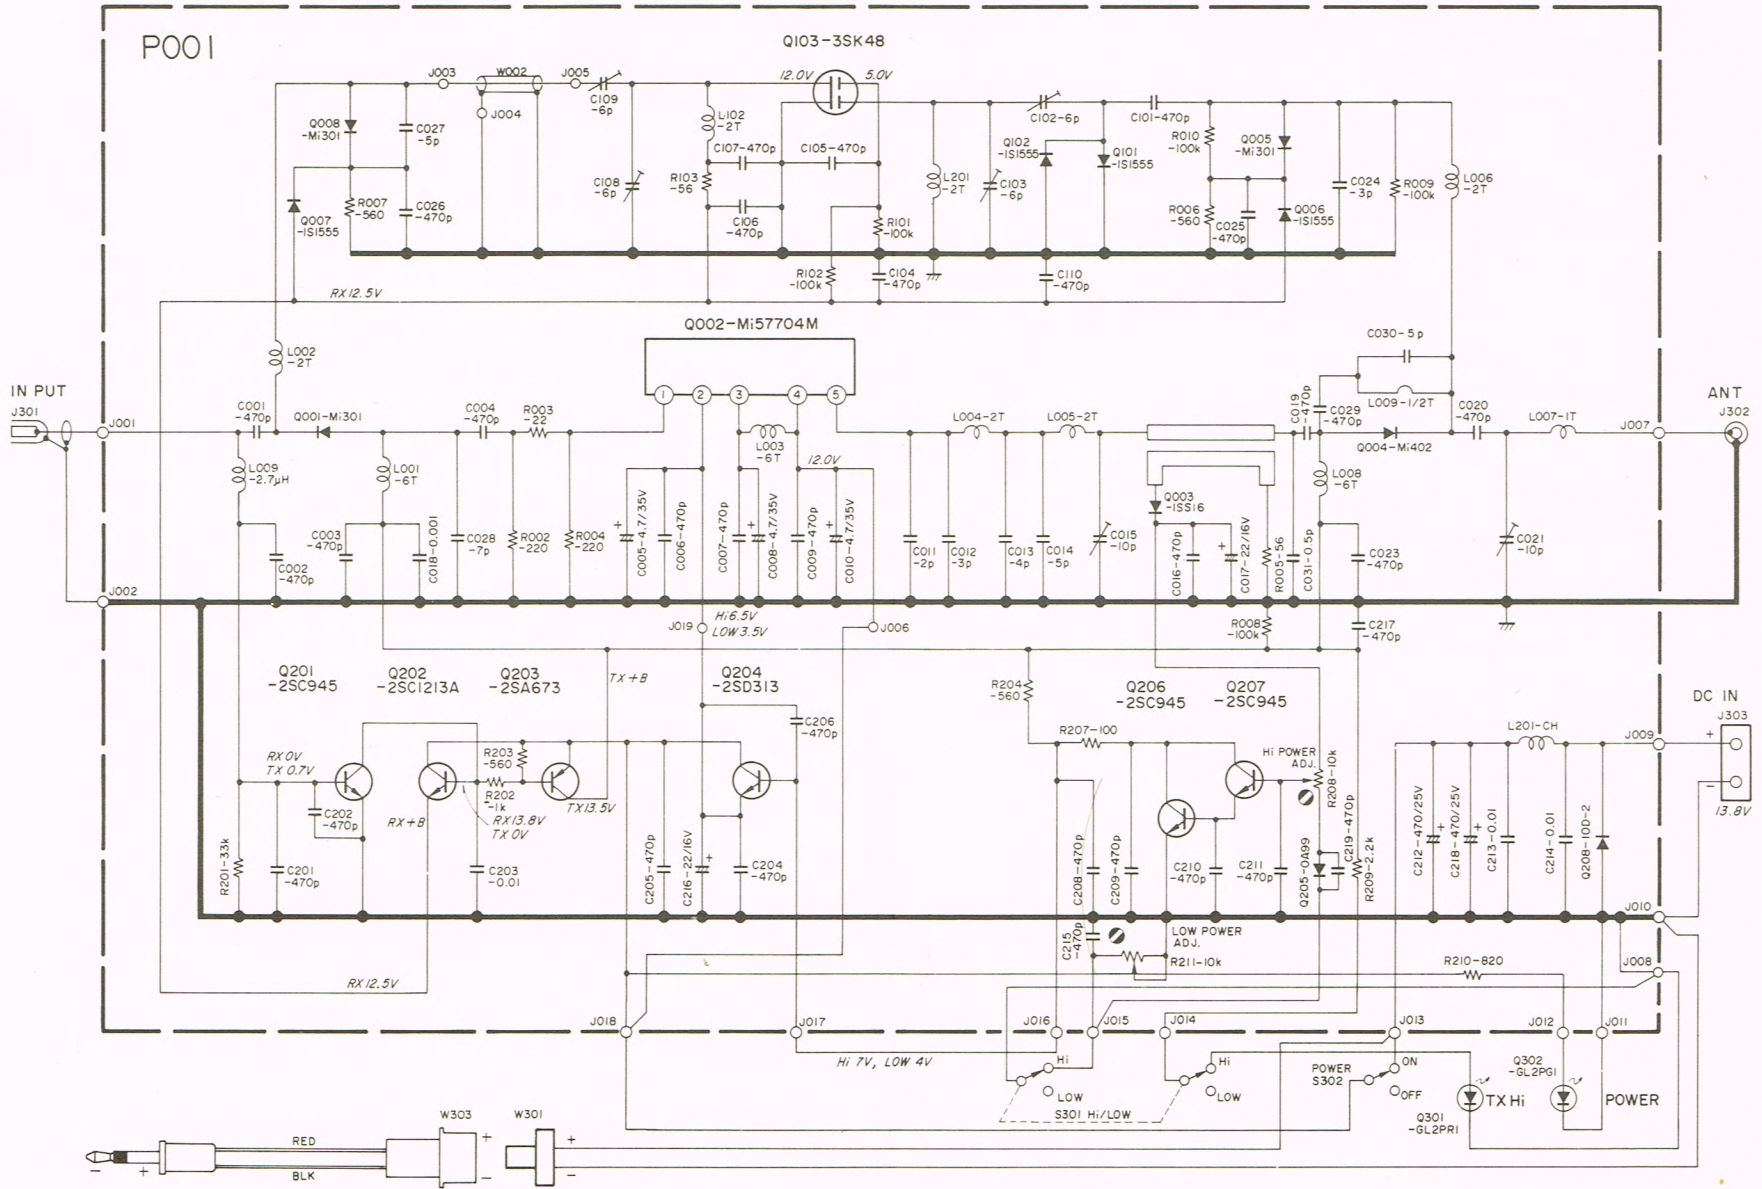 P001
Q103-3SK48
12.0V
5.0V
J003
W002
J005
C109
-6p
J004
Q008
-Mi301
C027
-5p
L102
-2T
C102-6p
C101-470p
C107-470p
C105-470p
R010
-100k
Q005
-Mi301
Q102
-1S1555
Q101
-1S1555
C108
-6p
R103
-56
L201
-2T
C103
-6p
C024
-3p
R009
-100k
L006
-2T
R007
-560
C026
-470p
Q007
-1S1555
C106
-470p
R101
-100k
R006
-560
C025
-470p
Q006
-1S1555
R102
-100k
C104
-470p
C110
-470p
RX12.5V
Q002-Mi57704M
L002
-2T
C030-5p
IN PUT
J301
J001
C001
-470p
Q001-Mi301
C004
-470p
R003
-22
1
2
3
4
5
L003
-6T
12.0V
L004-2T
L005-2T
C019
-470p
C029
-470p
L009-1/2T
C020
-470p
Q004-Mi402
L007-1T
J007
ANT
J302
L009
-2.7μH
L001
-6T
L008
-6T
Q003
-1SS16
C003
-470p
C002
-470p
C018-0.001
C028
-7p
R002
-220
R004
-220
C005-4.7/35V
C006-470p
C007-470p
C008-4.7/35V
C009-470p
C010-4.7/35V
C011
-2p
C012
-3p
C013
-4p
C014
-5p
C015
-10p
C016-470p
C017-22/16V
R005-56
C031-0.5p
C023
-470p
C021
-10p
J002
Hi6.5V
LOW 3.5V
J019
J006
R008
-100k
C217
-470p
Q201
-2SC945
Q202
-2SC1213A
Q203
-2SA673
TX+B
Q204
-2SD313
R204
-560
Q206
-2SC945
Q207
-2SC945
DC IN
J303
C206
-470p
R207-100
L201-CH
J009
+
−
13.8V
RX 0V
TX 0.7V
R203
-560
R202
-1k
TX13.5V
RX13.8V
TX 0V
RX+B
Hi POWER
ADJ.
R208-10k
C202
-470p
R201-33k
C201
-470p
C203
-0.01
C205-470p
C216-22/16V
C204
-470p
C208-470p
C209-470p
C210
-470p
C211
-470p
Q205-0A99
C219-470p
R209-2.2k
C212-470/25V
C218-470/25V
C213-0.01
C214-0.01
Q208-10D-2
J010
C215
-470p
LOW POWER
ADJ.
R211-10k
R210-820
J008
RX12.5V
J018
J017
J016
J015
J014
J013
J012
J011
Hi 7V, LOW 4V
Hi
LOW
Hi
LOW
S301 Hi/LOW
POWER
S302
ON
OFF
Q301
-GL2PR1
TX Hi
Q302
-GL2PG1
POWER
W303
W301
RED
BLK
−
+
+
−
+
−